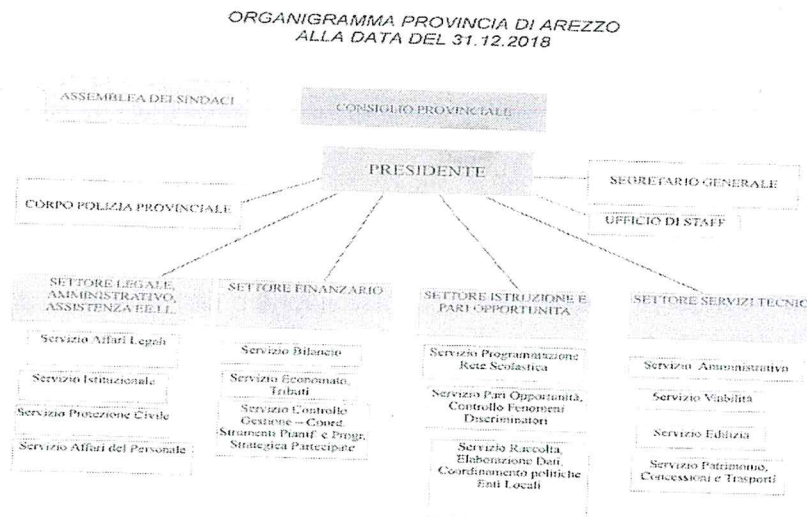 ORGANIGRAMMA PROVINCIA DI AREZZO
ALLA DATA DEL 31.12.2018
ASSEMBLEA DEI SINDACI
CONSIGLIO PROVINCIALE
PRESIDENTE
SEGRETARIO GENERALE
CORPO POLIZIA PROVINCIALE
UFFICIO DI STAFF
SETTORE LEGALE,
AMMINISTRATIVO,
ASSISTENZA EE.LL.
Servizio Affari Legali
Servizio Istituzionale
Servizio Protezione Civile
Servizio Affari del Personale
SETTORE FINANZARIO
Servizio Bilancio
Servizio Economato,
Tributi
Servizio Controllo
Gestione – Coord.
Strumenti Pianif. e Progr.
Strategica Partecipate
SETTORE ISTRUZIONE E
PARI OPPORTUNITA
Servizio Programmazione
Rete Scolastica
Servizio Pari Opportunità,
Controllo Fenomeni
Discriminatori
Servizio Raccolta,
Elaborazione Dati,
Coordinamento politiche
Enti Locali
SETTORE SERVIZI TECNIC
Servizio Amministrativo
Servizio Viabilità
Servizio Edilizia
Servizio Patrimonio,
Concessioni e Trasporti